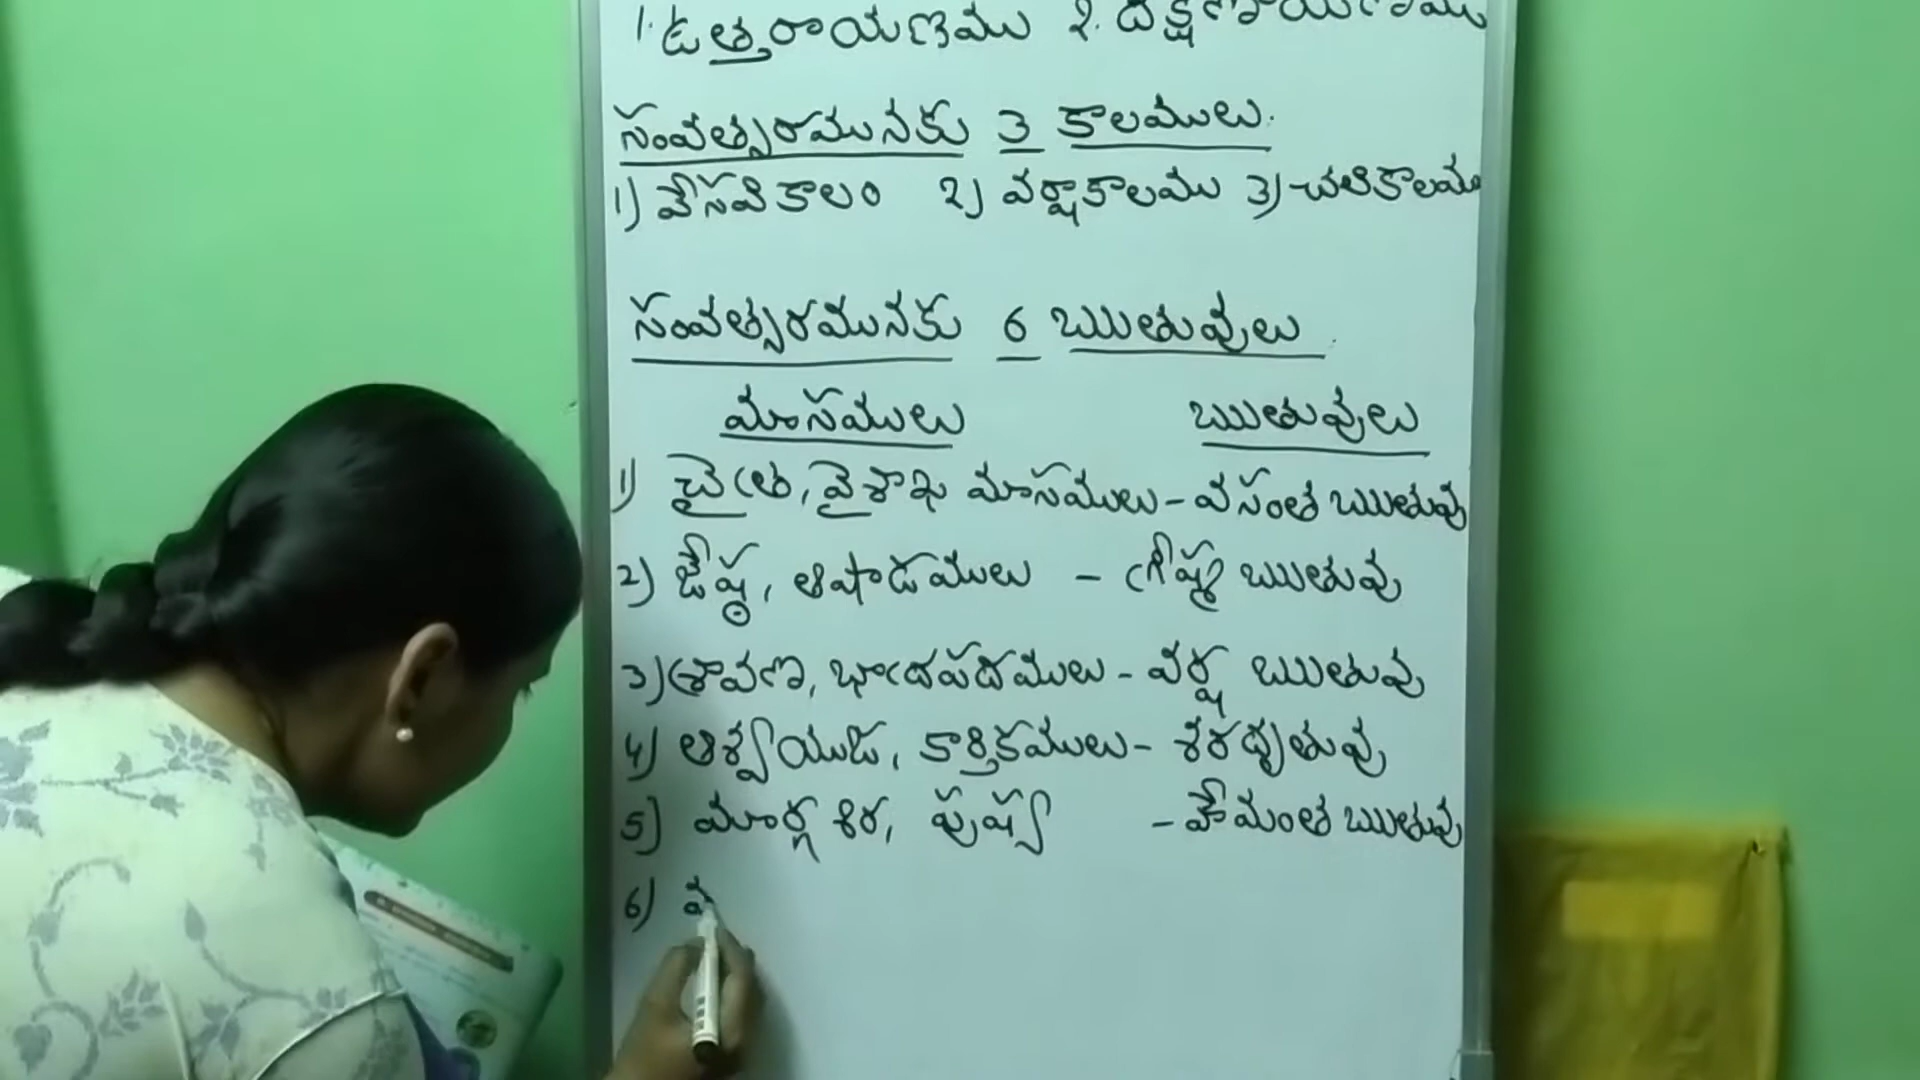 1. ఉత్తరాయణము 2. దక్షిణాయణము
సంవత్సరమునకు 3 కాలములు.
1) వేసవికాలం 2) వర్షాకాలము 3) చలికాలము
సంవత్సరమునకు 6 ఋతువులు.
మాసములు ఋతువులు
1) చైత్ర, వైశాఖ మాసములు - వసంత ఋతువు
2) జేష్ఠ, ఆషాడములు - గ్రీష్మ ఋతువు
3) శ్రావణ, భాద్రపదములు - వర్ష ఋతువు
4) ఆశ్వయుజ, కార్తికములు - శరదృతువు
5) మార్గశిర, పుష్య - హేమంత ఋతువు
6)